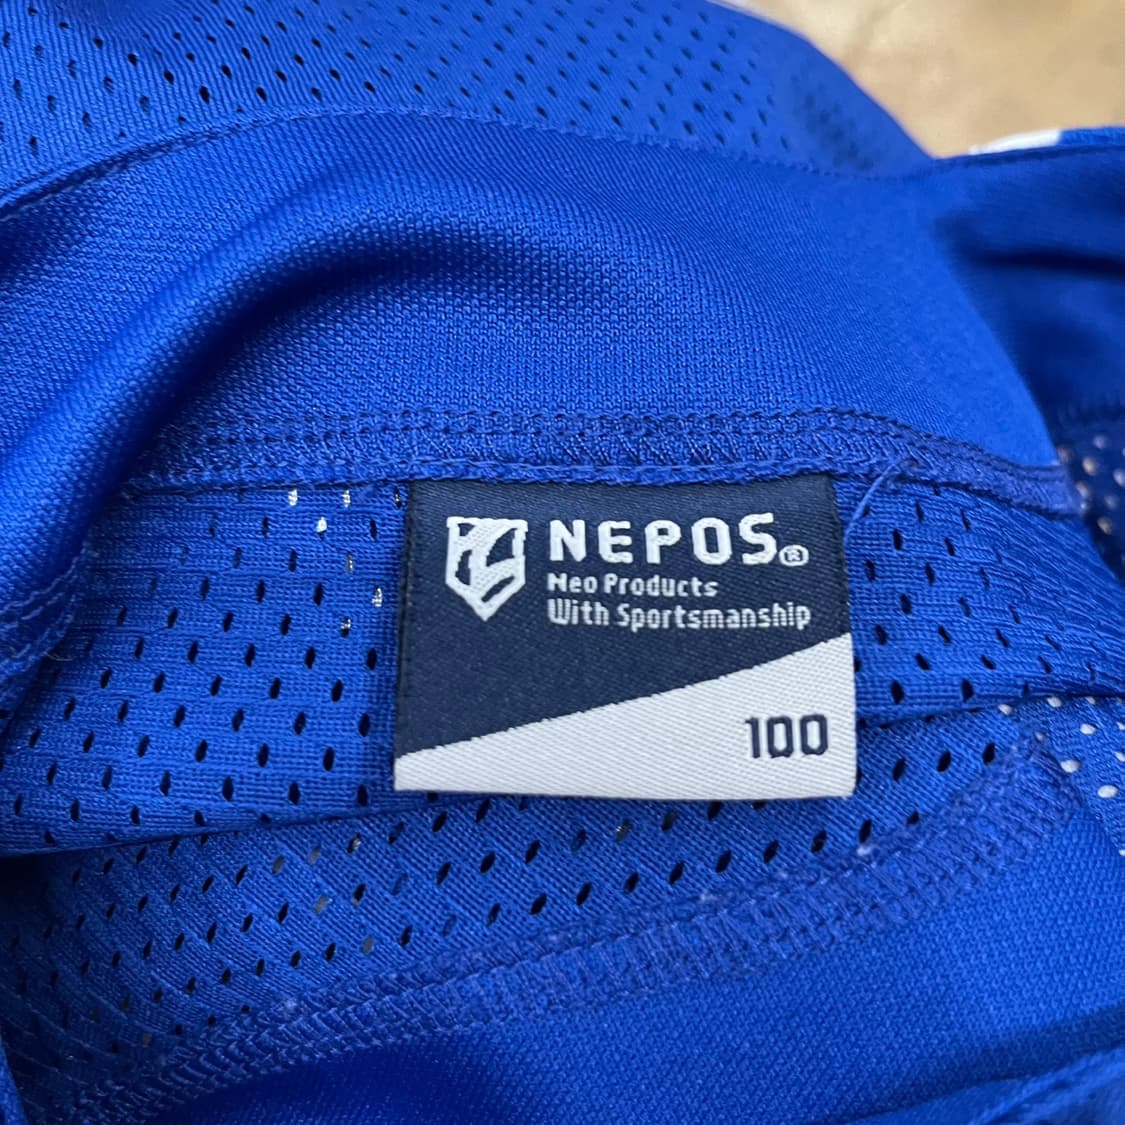 NEPOS®
Neo Products
With Sportsmanship
100